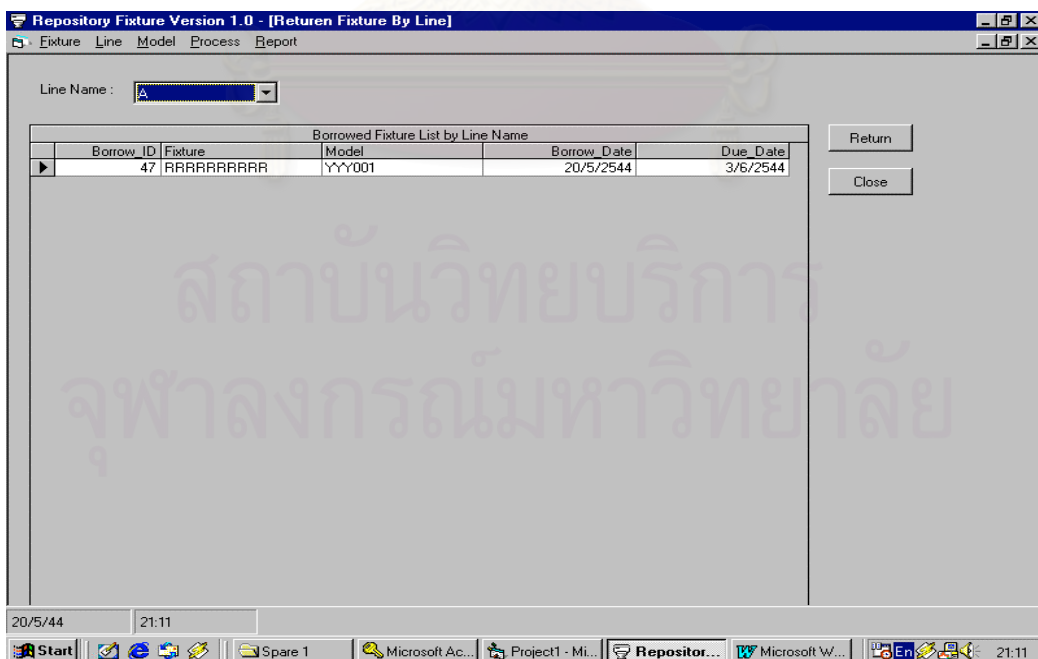 Repository Fixture Version 1.0 - [Returen Fixture By Line]
Fixture Line Model Process Report
Line Name : A
Borrowed Fixture List by Line Name
Borrow_ID Fixture Model Borrow_Date Due_Date
47 RRRRRRRRRR YYY001 20/5/2544 3/6/2544
Return
Close
สถาบันวิทยบริการ
จุฬาลงกรณ์มหาวิทยาลัย
20/5/44 21:11
Start Spare 1 Microsoft Ac... Project1 - Mi... Repositor... Microsoft W... En 21:11